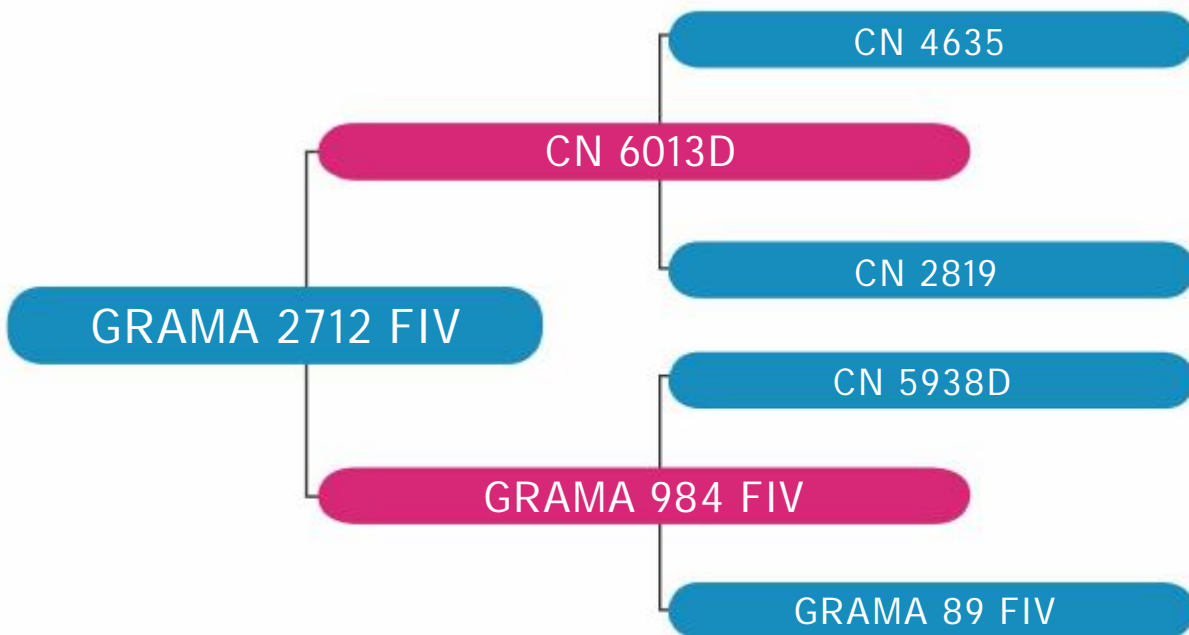 CN 4635
CN 6013D
CN 2819
GRAMA 2712 FIV
CN 5938D
GRAMA 984 FIV
GRAMA 89 FIV